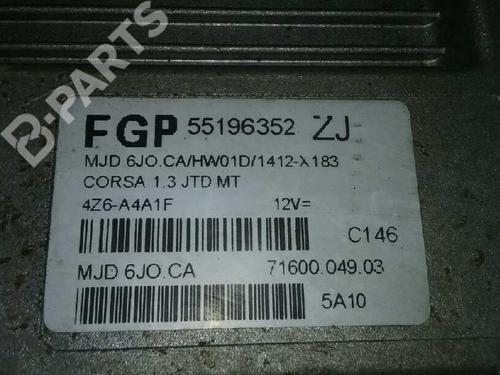 B-PARTS
FGP 55196352 ZJ
MJD 6JO.CA/HW01D/1412-X183
CORSA 1.3 JTD MT
4Z6-A4A1F 12V=
C146
MJD 6JO.CA 71600.049.03
5A10